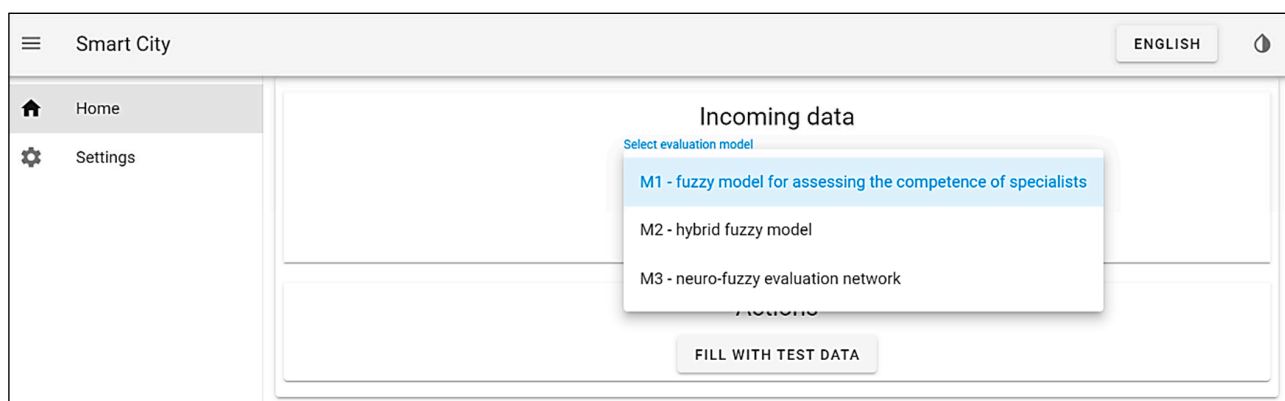 Smart City
ENGLISH
Home
Settings
Incoming data
Select evaluation model
M1 - fuzzy model for assessing the competence of specialists
M2 - hybrid fuzzy model
M3 - neuro-fuzzy evaluation network
Actions
FILL WITH TEST DATA